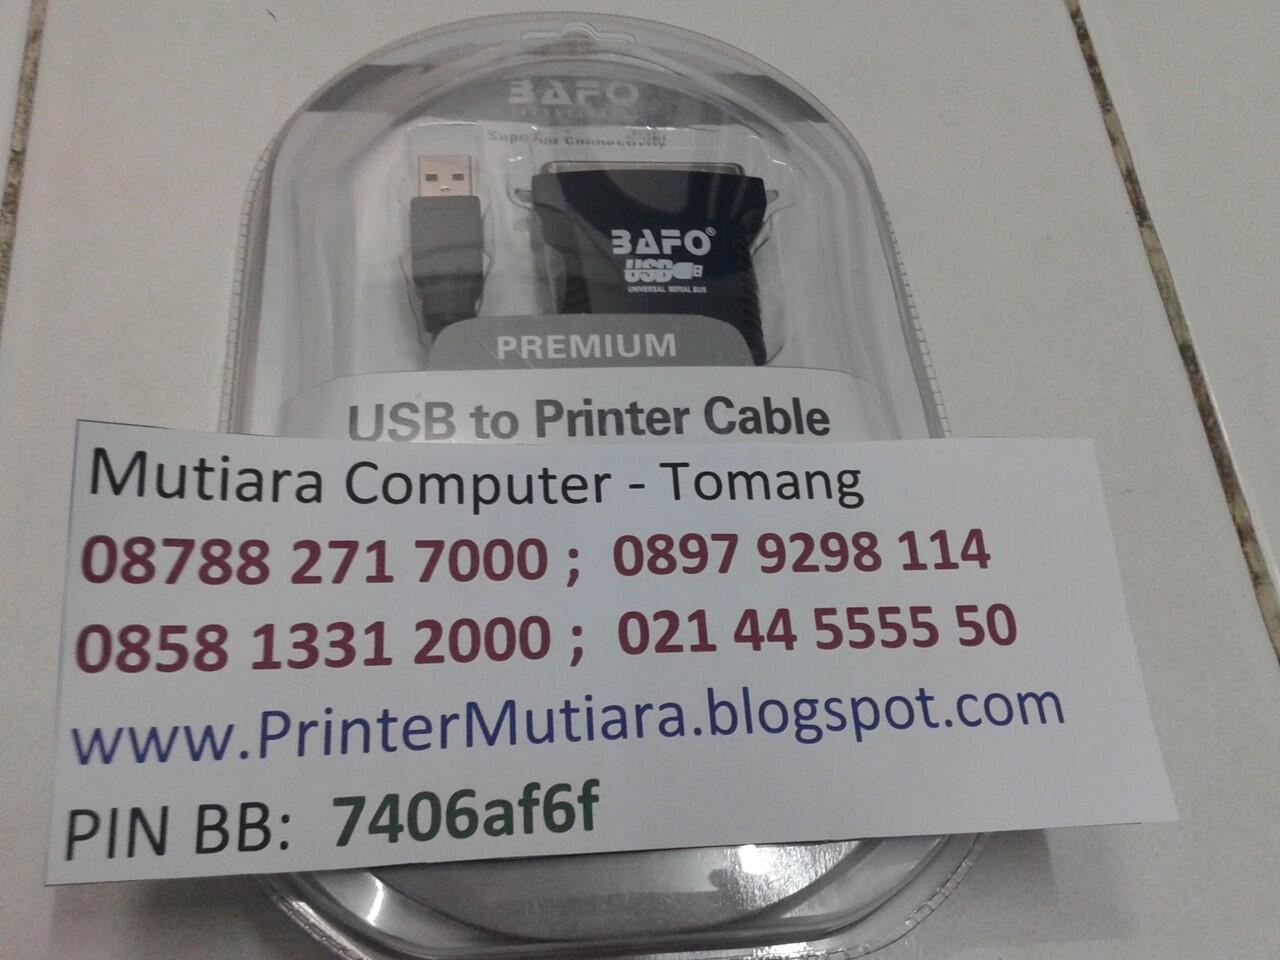 BAFO
Superior Connectivity
BAFO®
USB
UNIVERSAL SERIAL BUS
PREMIUM
USB to Printer Cable
Mutiara Computer - Tomang
08788 271 7000 ; 0897 9298 114
0858 1331 2000 ; 021 44 5555 50
www.PrinterMutiara.blogspot.com
PIN BB: 7406af6f